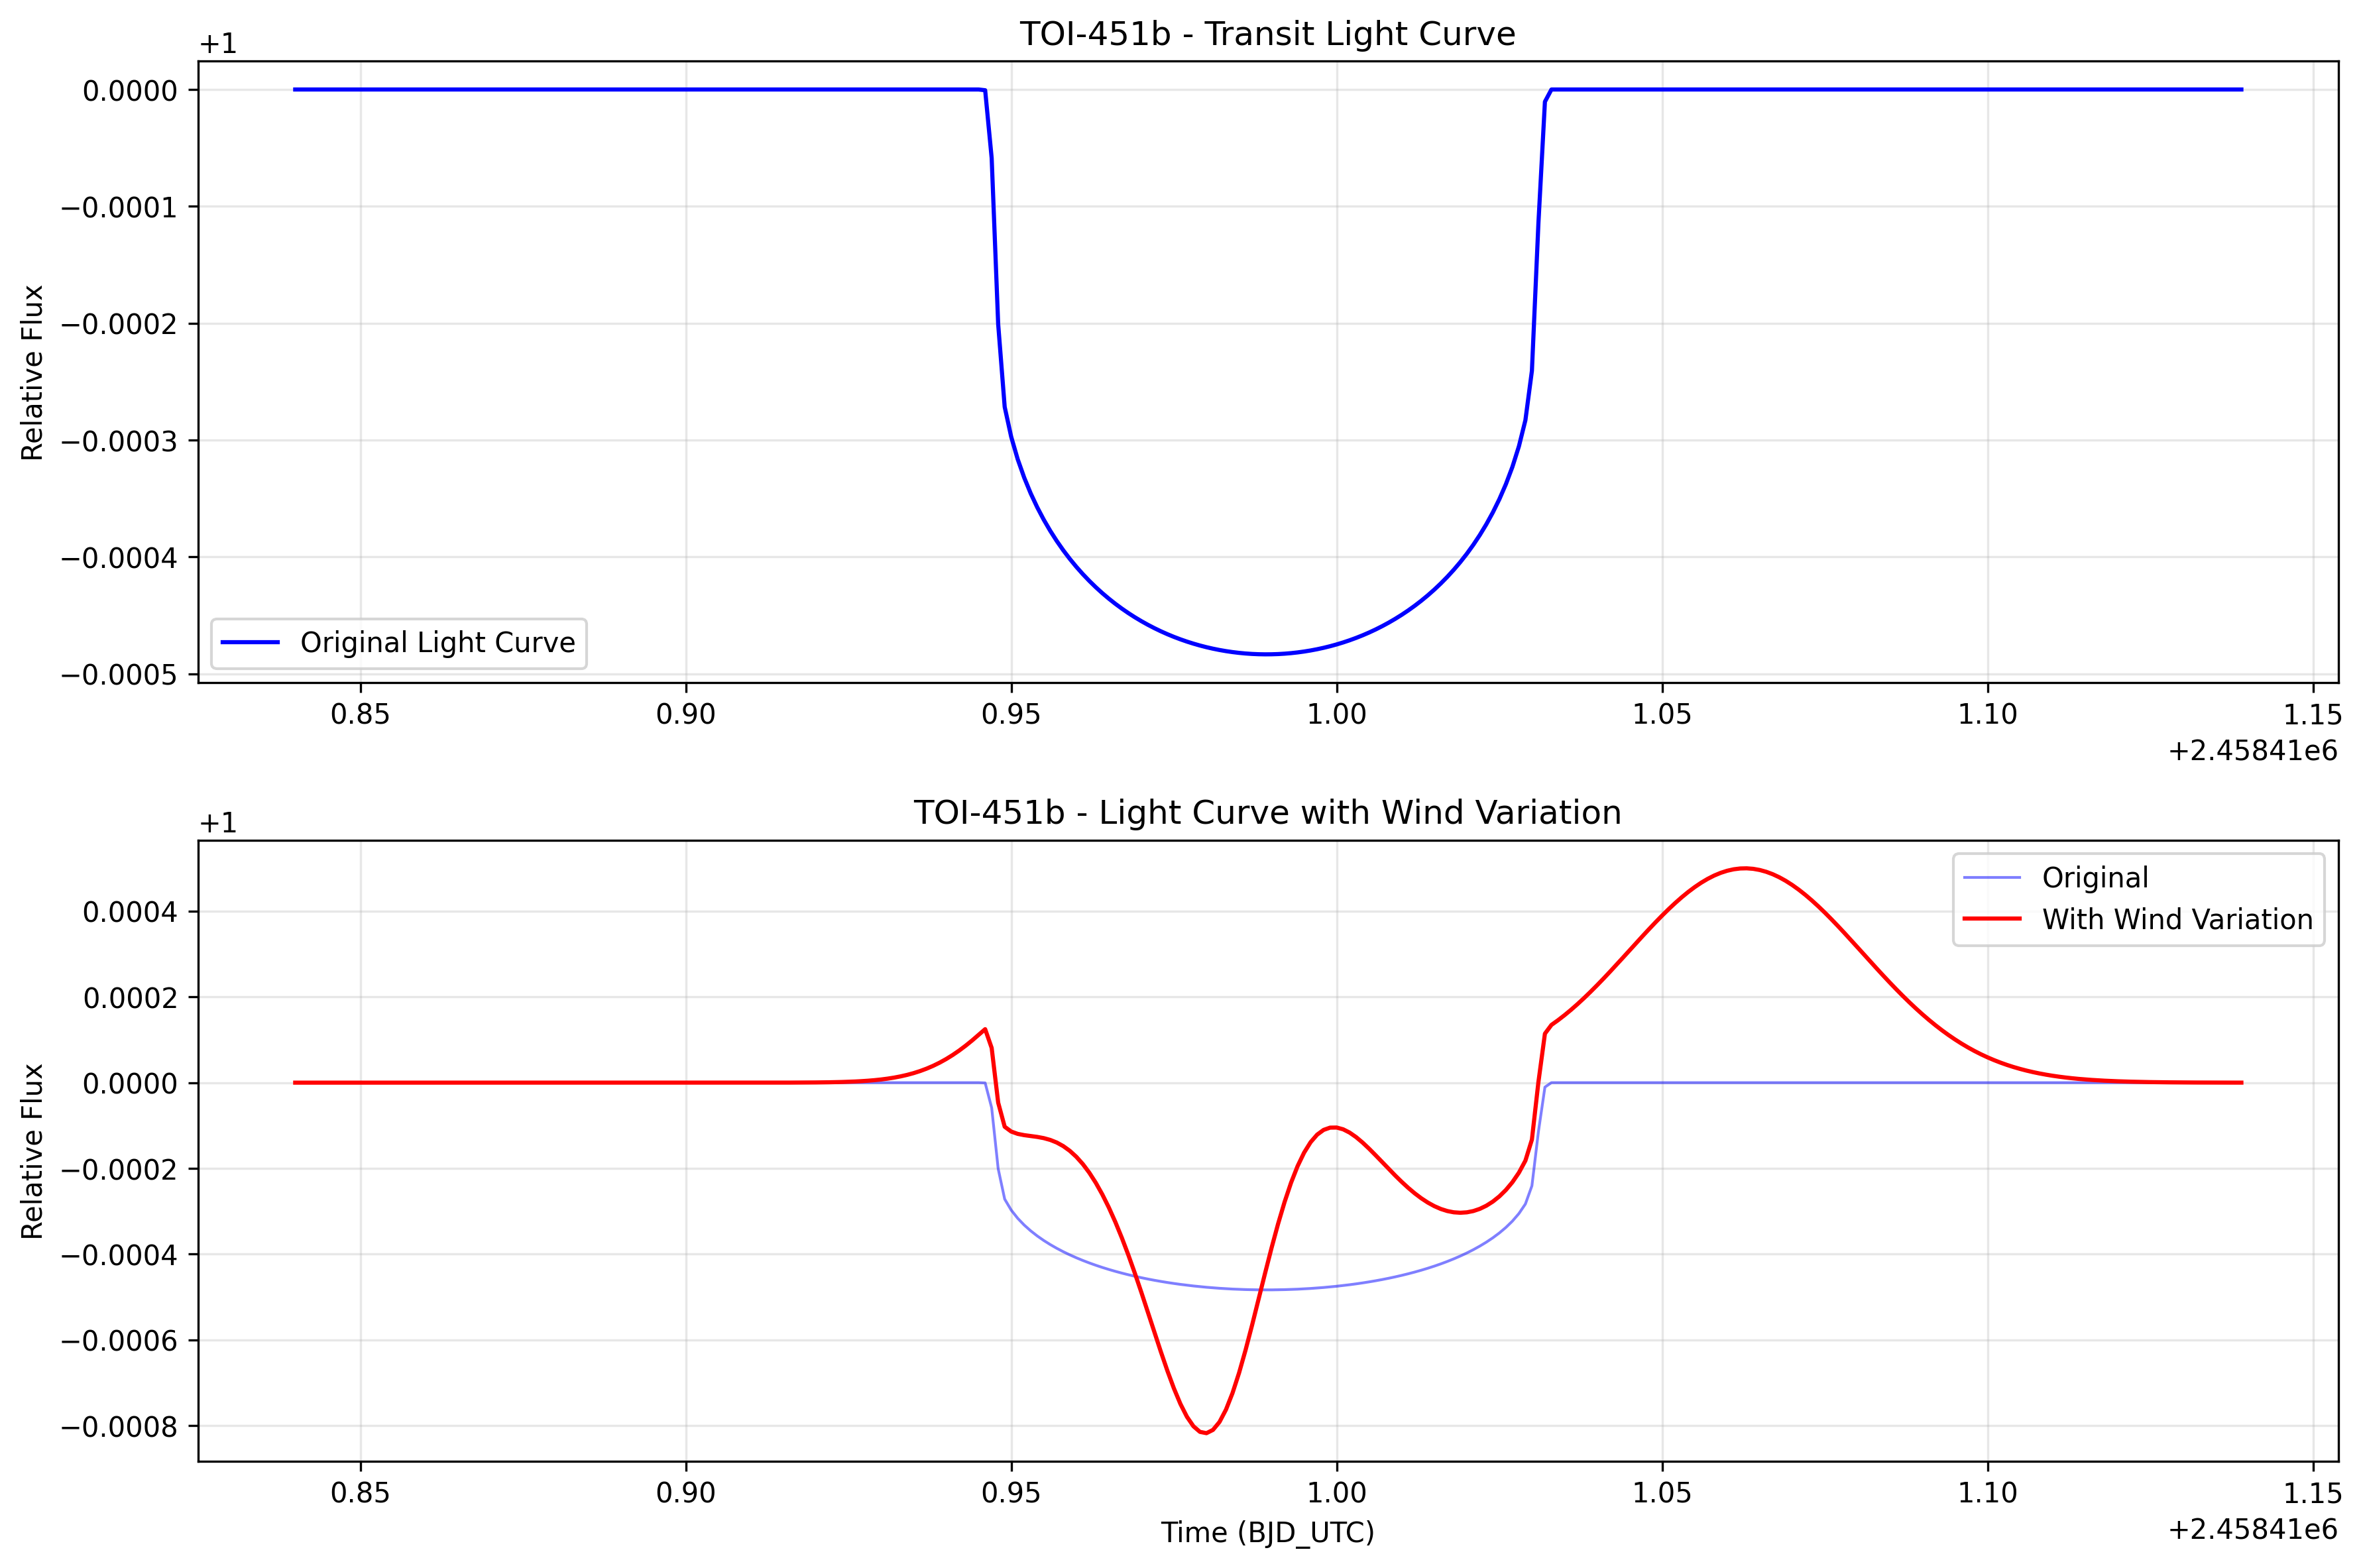 TOI-451b - Transit Light Curve
+1
0.0000
−0.0001
−0.0002
−0.0003
−0.0004
−0.0005
Relative Flux
Original Light Curve
0.85 0.90 0.95 1.00 1.05 1.10 1.15
+2.45841e6
TOI-451b - Light Curve with Wind Variation
+1
Original
With Wind Variation
0.0004
0.0002
0.0000
−0.0002
−0.0004
−0.0006
−0.0008
Relative Flux
0.85 0.90 0.95 1.00 1.05 1.10 1.15
Time (BJD_UTC)
+2.45841e6